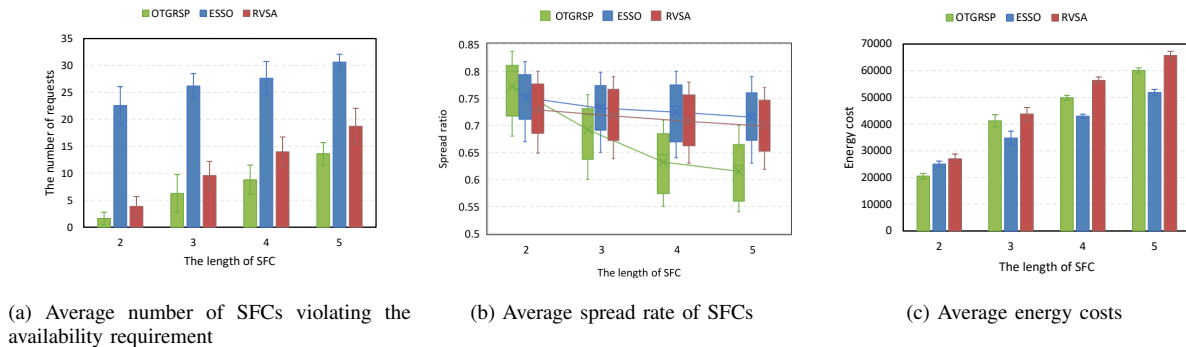 OTGRSP ESSO RVSA
35
30
25
20
15
10
5
0
The number of requests
2 3 4 5
The length of SFC
(a) Average number of SFCs violating the
availability requirement
OTGRSP ESSO RVSA
0.85
0.8
0.75
0.7
0.65
0.6
0.55
0.5
Spread ratio
2 3 4 5
The length of SFC
(b) Average spread rate of SFCs
OTGRSP ESSO RVSA
70000
60000
50000
40000
30000
20000
10000
0
Energy cost
2 3 4 5
The length of SFC
(c) Average energy costs